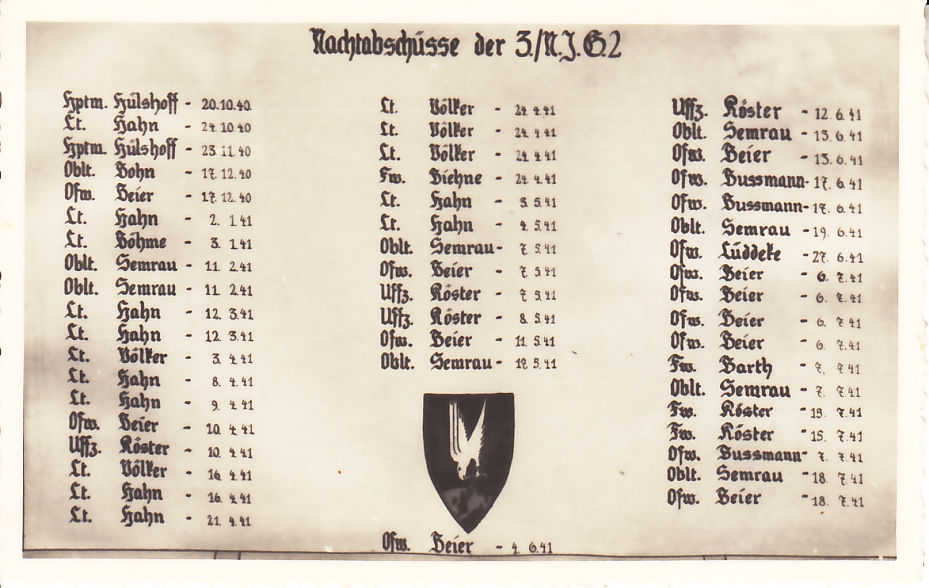 Nachtabschüsse der 3./N.J.G.2
Hptm. Hülshoff - 20.10.40
Lt. Hahn - 24.10.40
Hptm. Hülshoff - 23.11.40
Oblt. Bohn - 17.12.40
Ofw. Beier - 17.12.40
Lt. Hahn - 2. 1.41
Lt. Böhme - 3. 1.41
Oblt. Semrau - 11. 2.41
Oblt. Semrau - 11. 2.41
Lt. Hahn - 12. 3.41
Lt. Hahn - 12. 3.41
Lt. Völker - 3. 4.41
Lt. Hahn - 8. 4.41
Lt. Hahn - 9. 4.41
Ofw. Beier - 10. 4.41
Uffz. Köster - 10. 4.41
Lt. Völker - 16. 4.41
Lt. Hahn - 16. 4.41
Lt. Hahn - 21. 4.41
Lt. Völker - 24. 4.41
Lt. Völker - 24. 4.41
Lt. Völker - 24. 4.41
Fw. Biehne - 24. 4.41
Lt. Hahn - 3. 5.41
Lt. Hahn - 4. 5.41
Oblt. Semrau - 7. 5.41
Ofw. Beier - 7. 5.41
Uffz. Köster - 7. 5.41
Uffz. Köster - 8. 5.41
Ofw. Beier - 11. 5.41
Oblt. Semrau - 17. 5.41
Ofw. Beier - 4. 6.41
Uffz. Köster - 12. 6.41
Oblt. Semrau - 13. 6.41
Ofw. Beier - 13. 6.41
Ofw. Bussmann - 17. 6.41
Ofw. Bussmann - 17. 6.41
Oblt. Semrau - 19. 6.41
Ofw. Lüddeke - 27. 6.41
Ofw. Beier - 6. 7.41
Ofw. Beier - 6. 7.41
Ofw. Beier - 6. 7.41
Ofw. Beier - 6. 7.41
Fw. Barth - 7. 7.41
Oblt. Semrau - 7. 7.41
Fw. Köster - 7.41
Fw. Köster - 15. 7.41
Ofw. Bussmann - 7. 7.41
Oblt. Semrau - 18. 7.41
Ofw. Beier - 18. 7.41